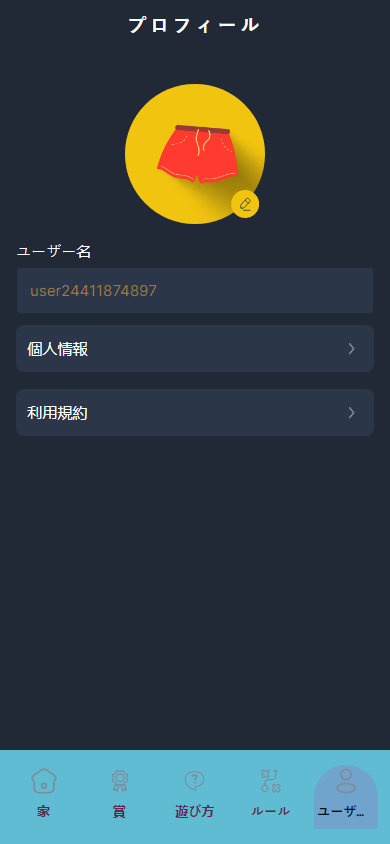 プロフィール
ユーザー名
user24411874897
個人情報
利用規約
家
賞
遊び方
ルール
ユーザ...